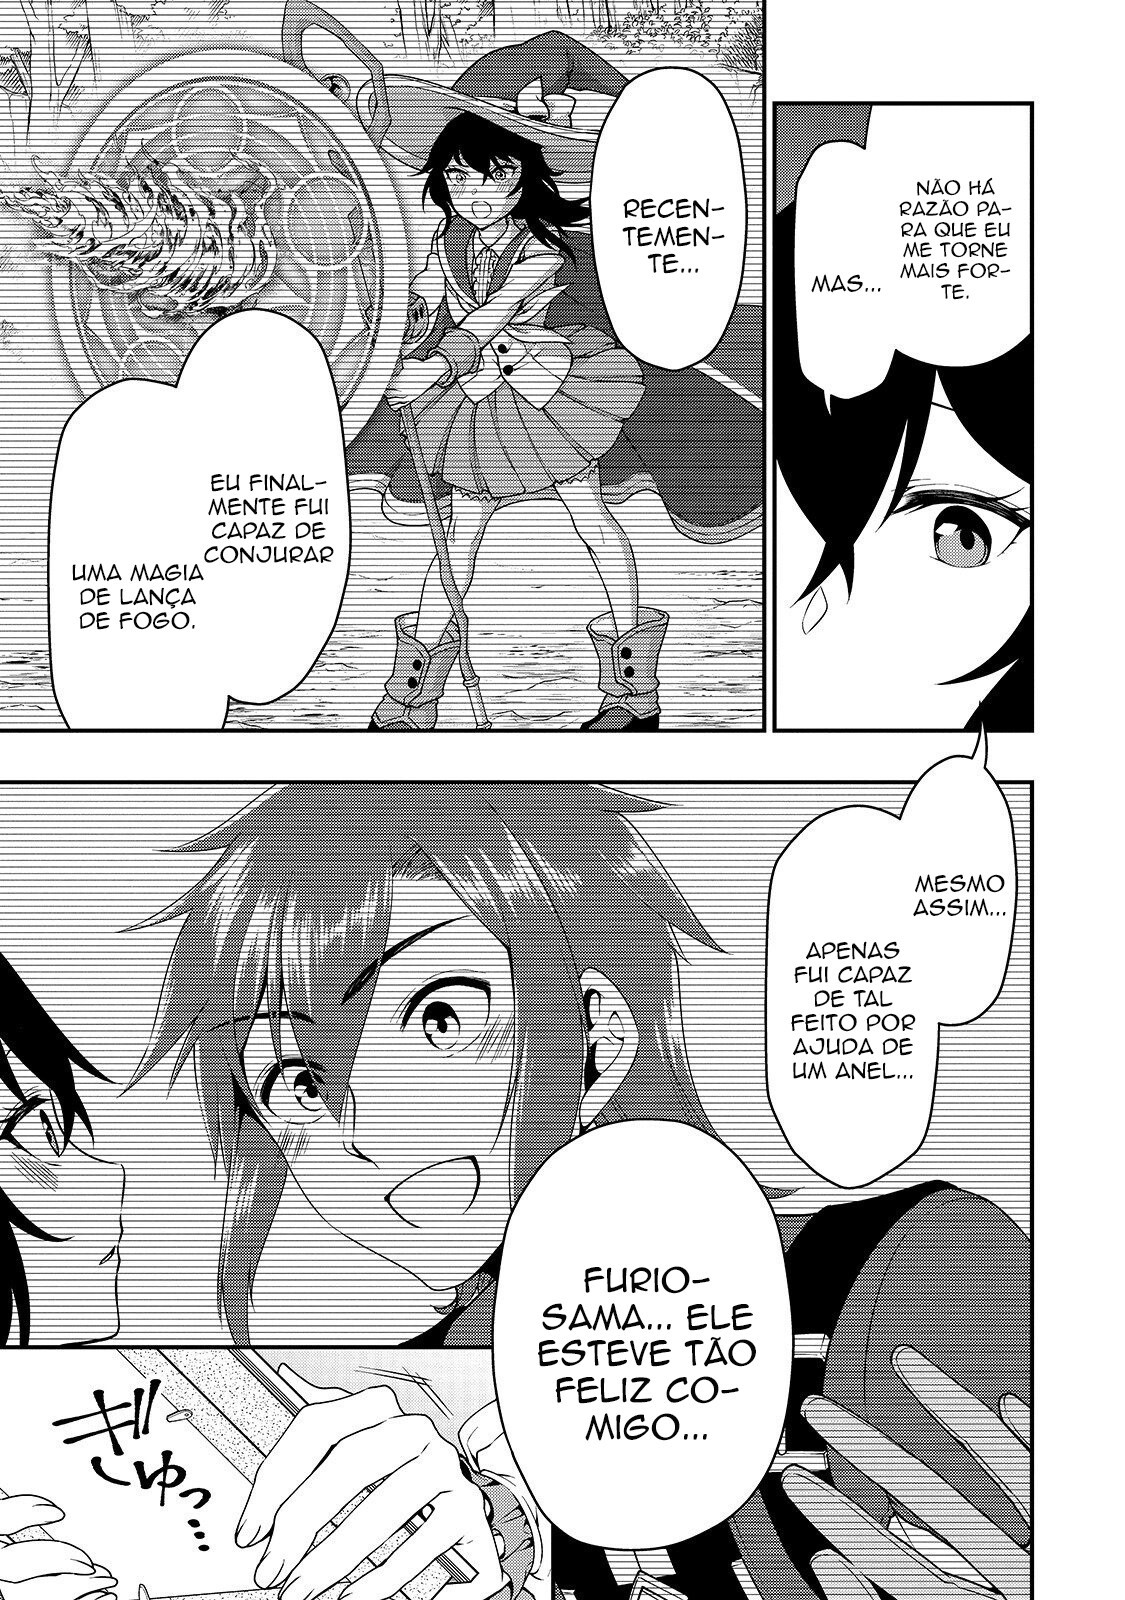 NÃO HÁ
RAZÃO PA-
RA QUE EU
ME TORNE
MAIS FOR-
TE.
MAS...
RECEN-
TEMEN-
TE...
EU FINAL-
MENTE FUI
CAPAZ DE
CONJURAR
UMA MAGIA
DE LANÇA
DE FOGO.
MESMO
ASSIM...
APENAS
FUI CAPAZ
DE TAL
FEITO POR
AJUDA DE
UM ANEL...
FURIO-
SAMA... ELE
ESTEVE TÃO
FELIZ CO-
MIGO...
ギュッ…